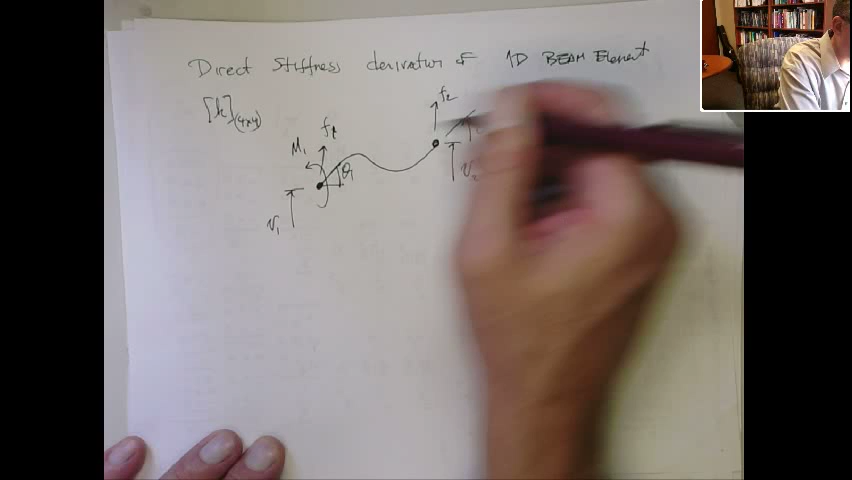 Direct Stiffness derivation of 1D BEAM Element
[k](4x4)
f2
f1
M1
θ1
v2
v1